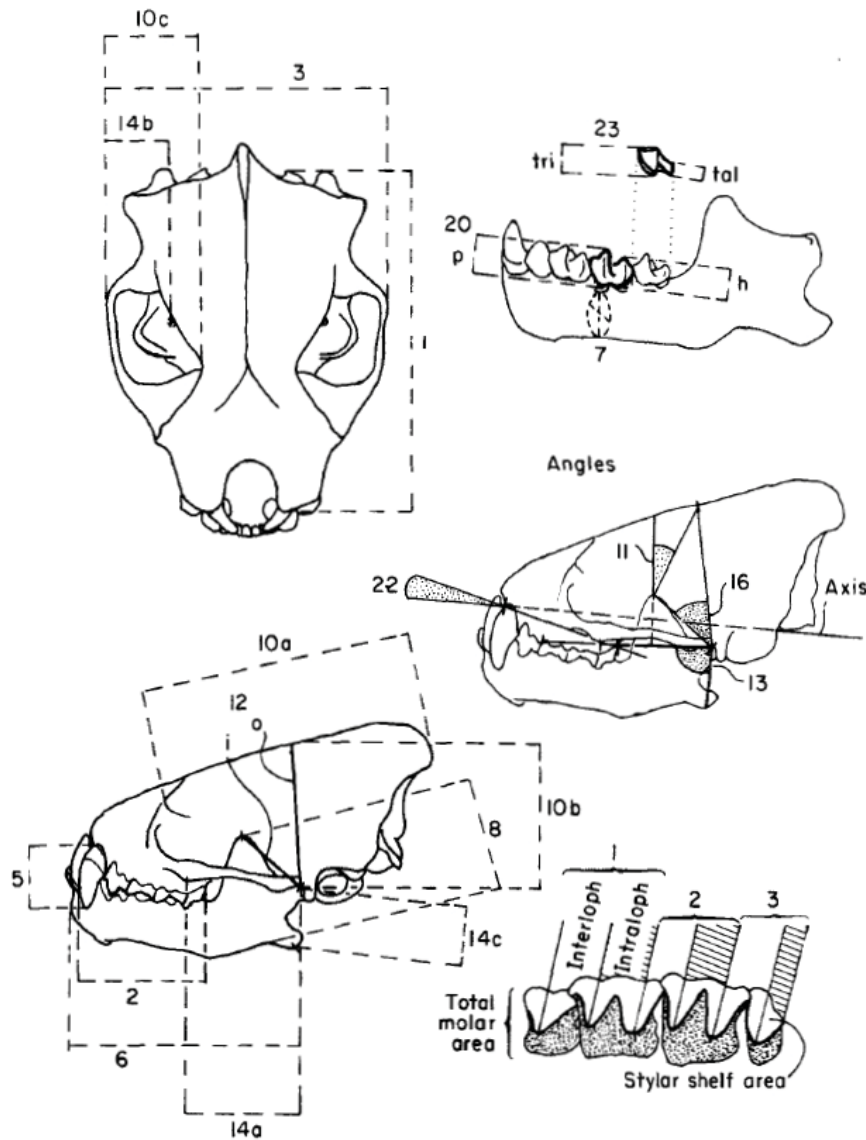 10c
3
14b
1
23
tri
tal
20
p
h
7
Angles
11
16
Axis
22
13
10a
12
i
o
10b
8
5
14c
2
6
14a
1
Interloph
Intraloph
2
3
Total
molar
area
Stylar shelf area